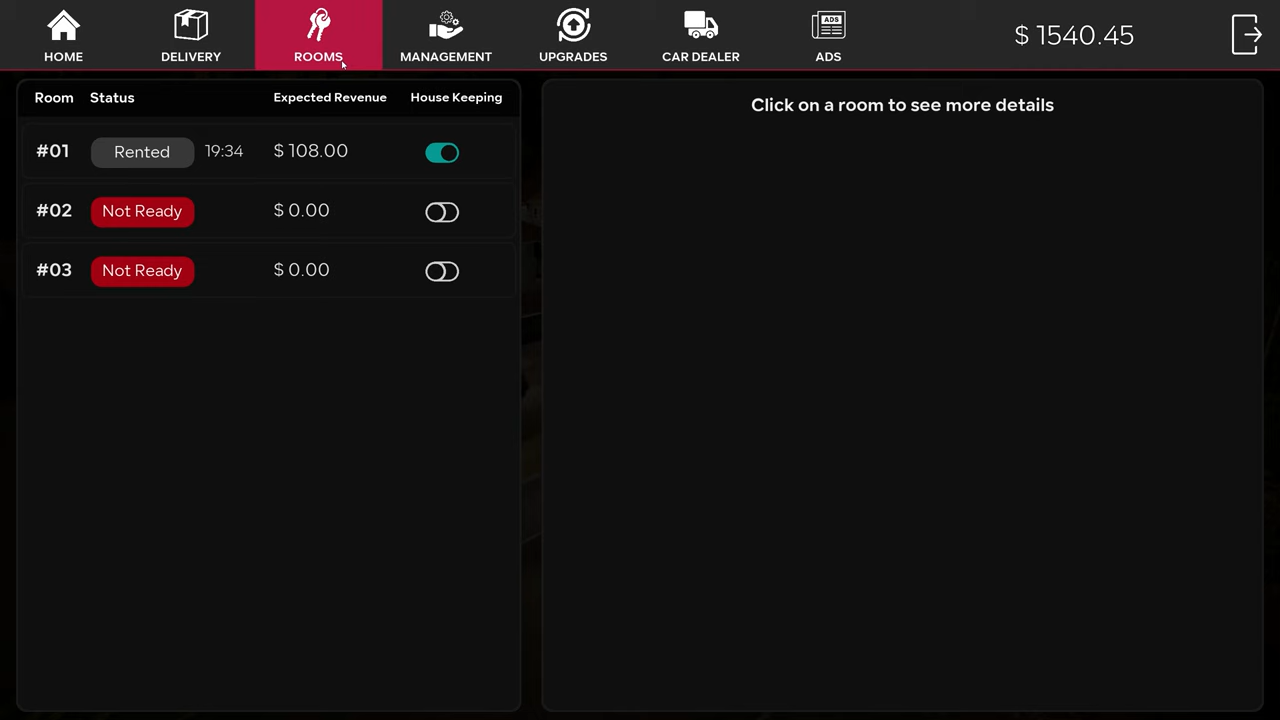 HOME DELIVERY ROOMS MANAGEMENT UPGRADES CAR DEALER ADS $ 1540.45
ADS
Room Status Expected Revenue House Keeping
#01 Rented 19:34 $ 108.00
#02 Not Ready $ 0.00
#03 Not Ready $ 0.00
Click on a room to see more details